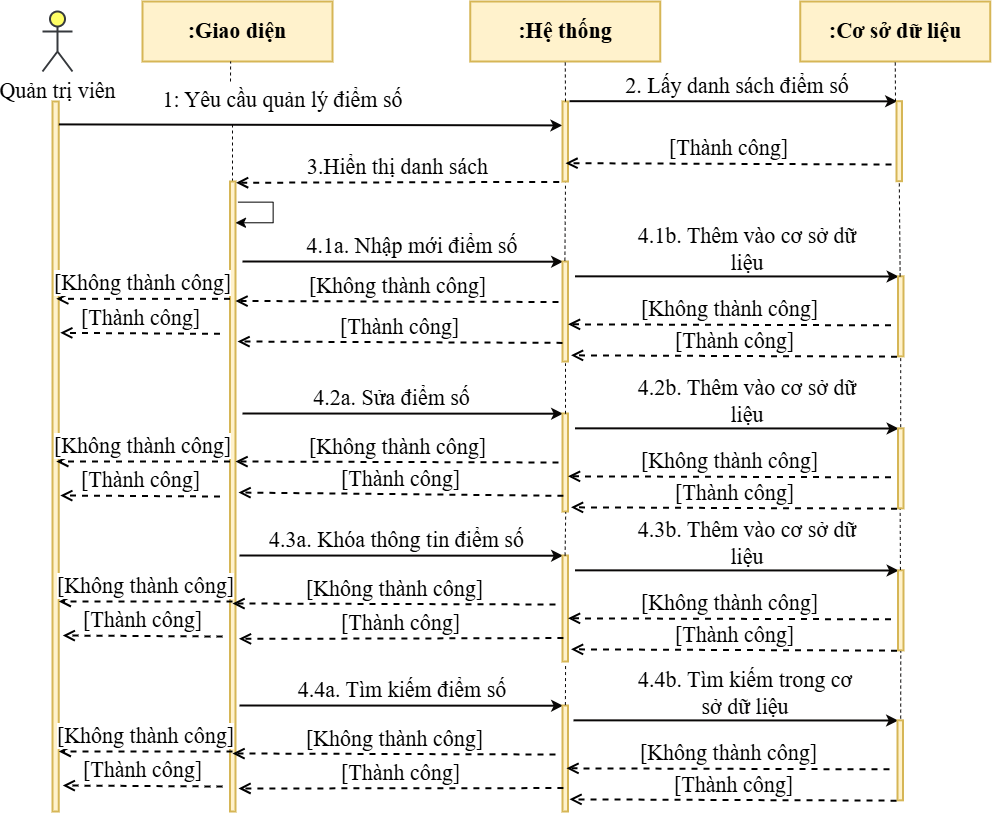 :Giao diện
:Hệ thống
:Cơ sở dữ liệu
Quản trị viên
1: Yêu cầu quản lý điểm số
2. Lấy danh sách điểm số
[Thành công]
3.Hiển thị danh sách
4.1a. Nhập mới điểm số
4.1b. Thêm vào cơ sở dữ
liệu
[Không thành công]
[Không thành công]
[Không thành công]
[Thành công]
[Thành công]
[Thành công]
4.2a. Sửa điểm số
4.2b. Thêm vào cơ sở dữ
liệu
[Không thành công]
[Không thành công]
[Không thành công]
[Thành công]
[Thành công]
[Thành công]
4.3a. Khóa thông tin điểm số
4.3b. Thêm vào cơ sở dữ
liệu
[Không thành công]
[Không thành công]
[Không thành công]
[Thành công]
[Thành công]
[Thành công]
4.4a. Tìm kiếm điểm số
4.4b. Tìm kiếm trong cơ
sở dữ liệu
[Không thành công]
[Không thành công]
[Không thành công]
[Thành công]
[Thành công]
[Thành công]